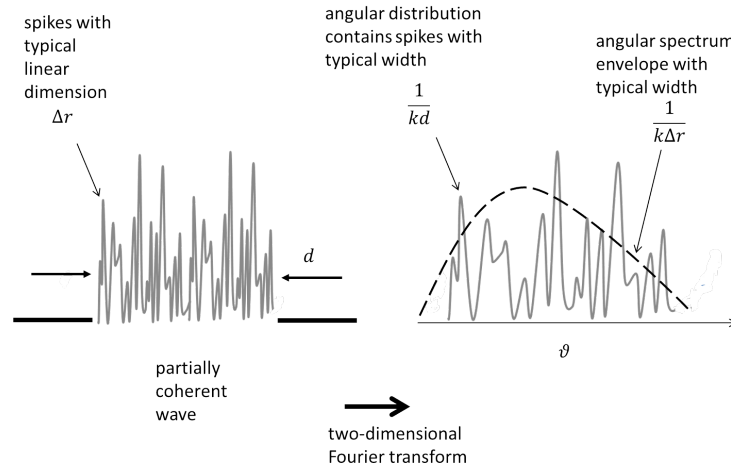 spikes with
typical
linear
dimension
Δr
d
partially
coherent
wave
two-dimensional
Fourier transform
angular distribution
contains spikes with
typical width
1
kd
angular spectrum
envelope with
typical width
1
kΔr
ϑ